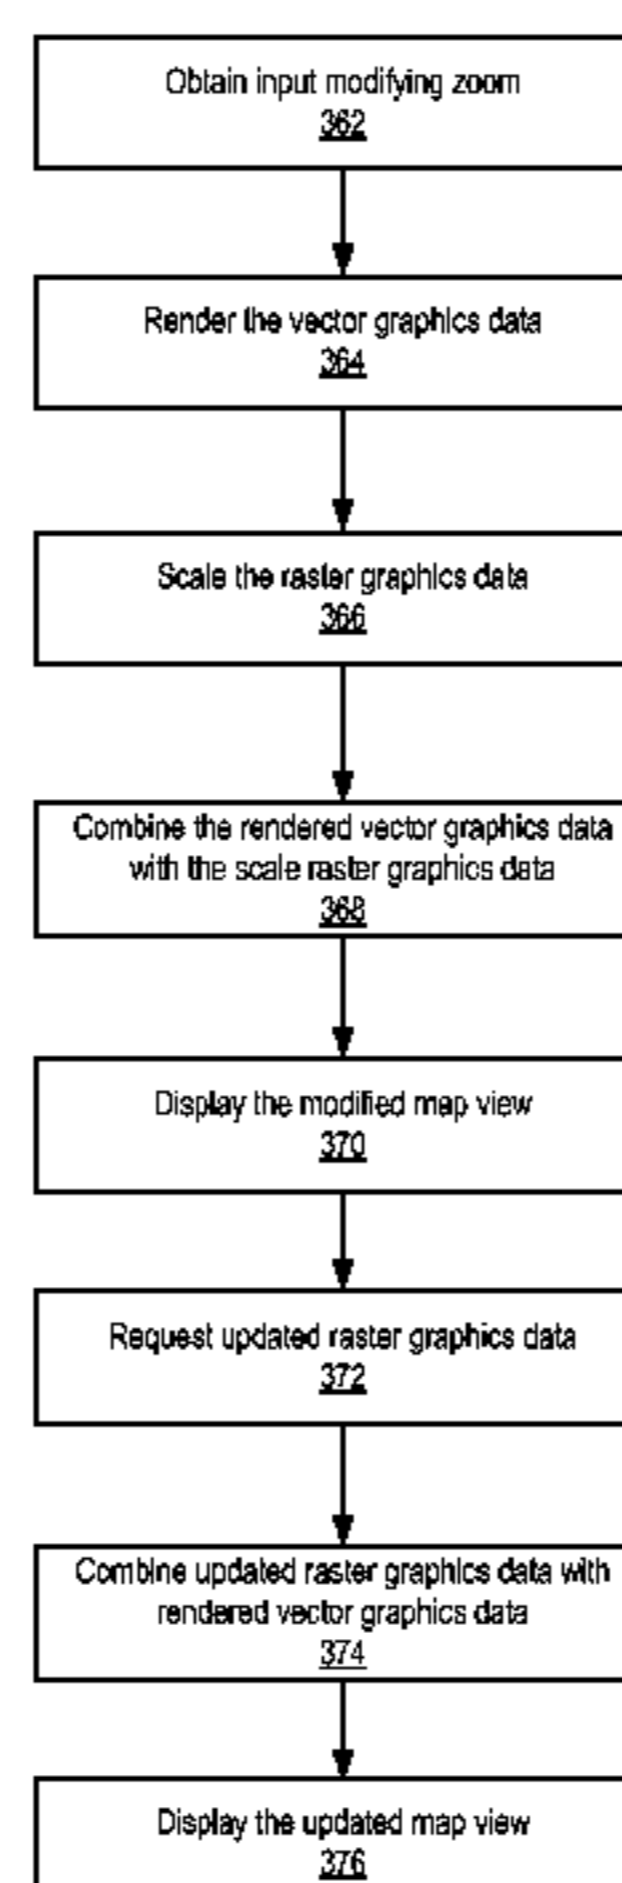 Obtain input modifying zoom
362
Render the vector graphics data
364
Scale the raster graphics data
366
Combine the rendered vector graphics data
with the scale raster graphics data
368
Display the modified map view
370
Request updated raster graphics data
372
Combine updated raster graphics data with
rendered vector graphics data
374
Display the updated map view
376